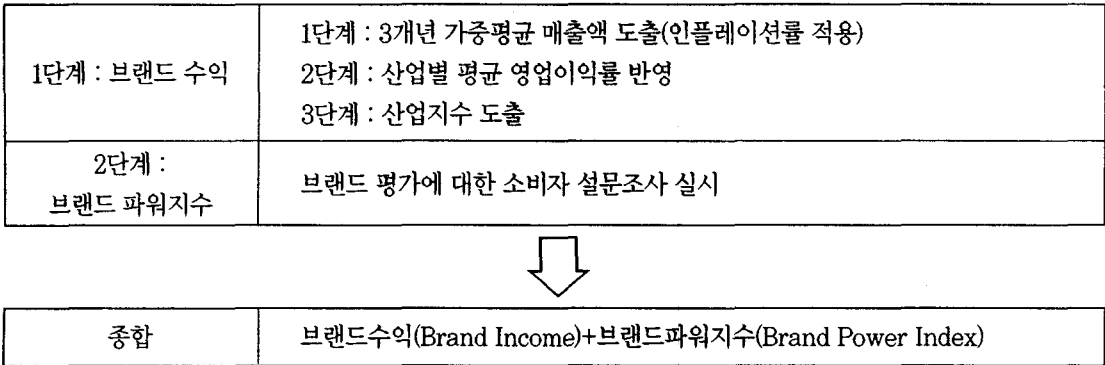 1단계 : 브랜드 수익
1단계 : 3개년 가중평균 매출액 도출(인플레이션률 적용)
2단계 : 산업별 평균 영업이익률 반영
3단계 : 산업지수 도출
2단계 :
브랜드 파워지수
브랜드 평가에 대한 소비자 설문조사 실시
종합
브랜드수익(Brand Income)+브랜드파워지수(Brand Power Index)